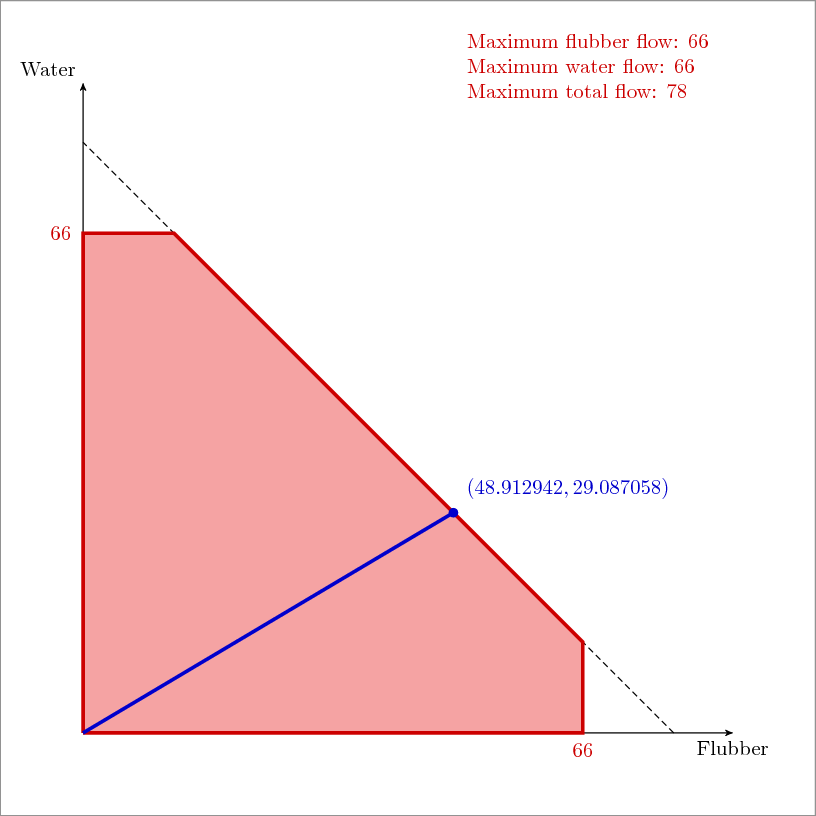 Maximum flubber flow: 66
Maximum water flow: 66
Maximum total flow: 78
Water
66
(48.912942, 29.087058)
Flubber
66